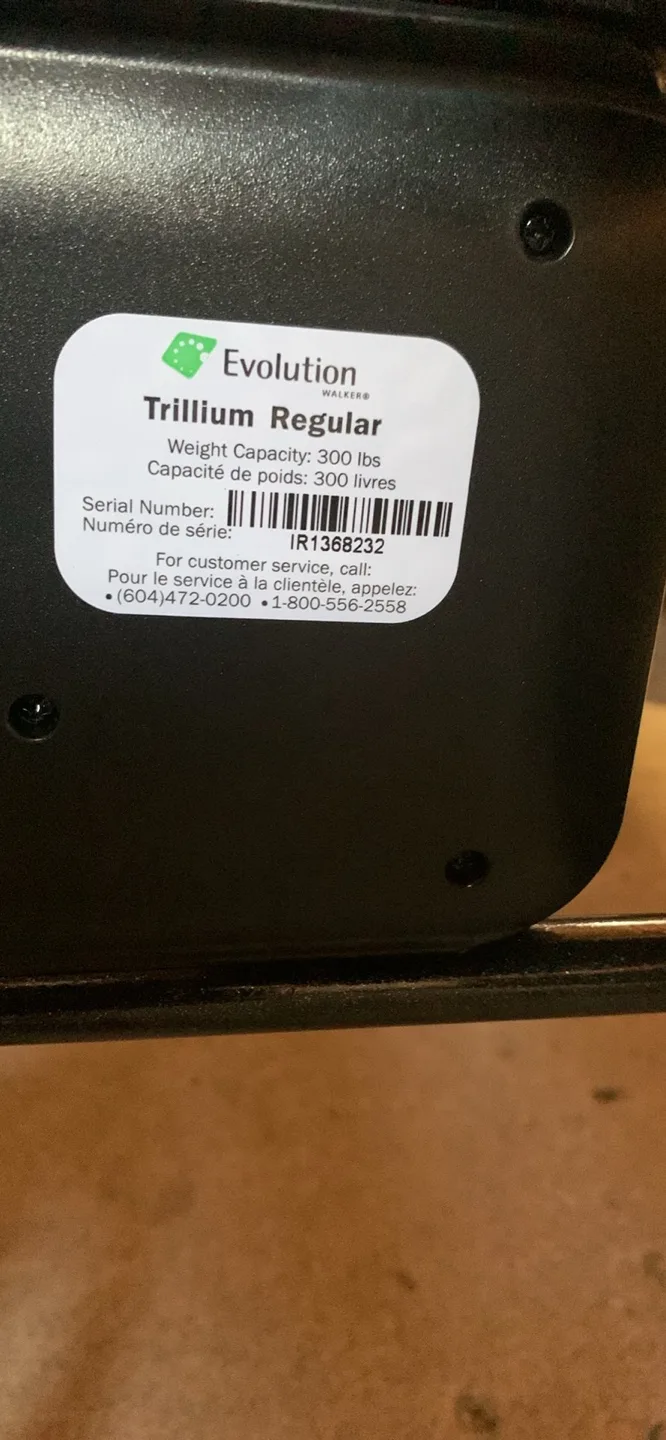 Evolution
WALKER®
Trillium Regular
Weight Capacity: 300 lbs
Capacité de poids: 300 livres
Serial Number:
Numéro de série:
IR1368232
For customer service, call:
Pour le service à la clientèle, appelez:
•(604)472-0200 •1-800-556-2558